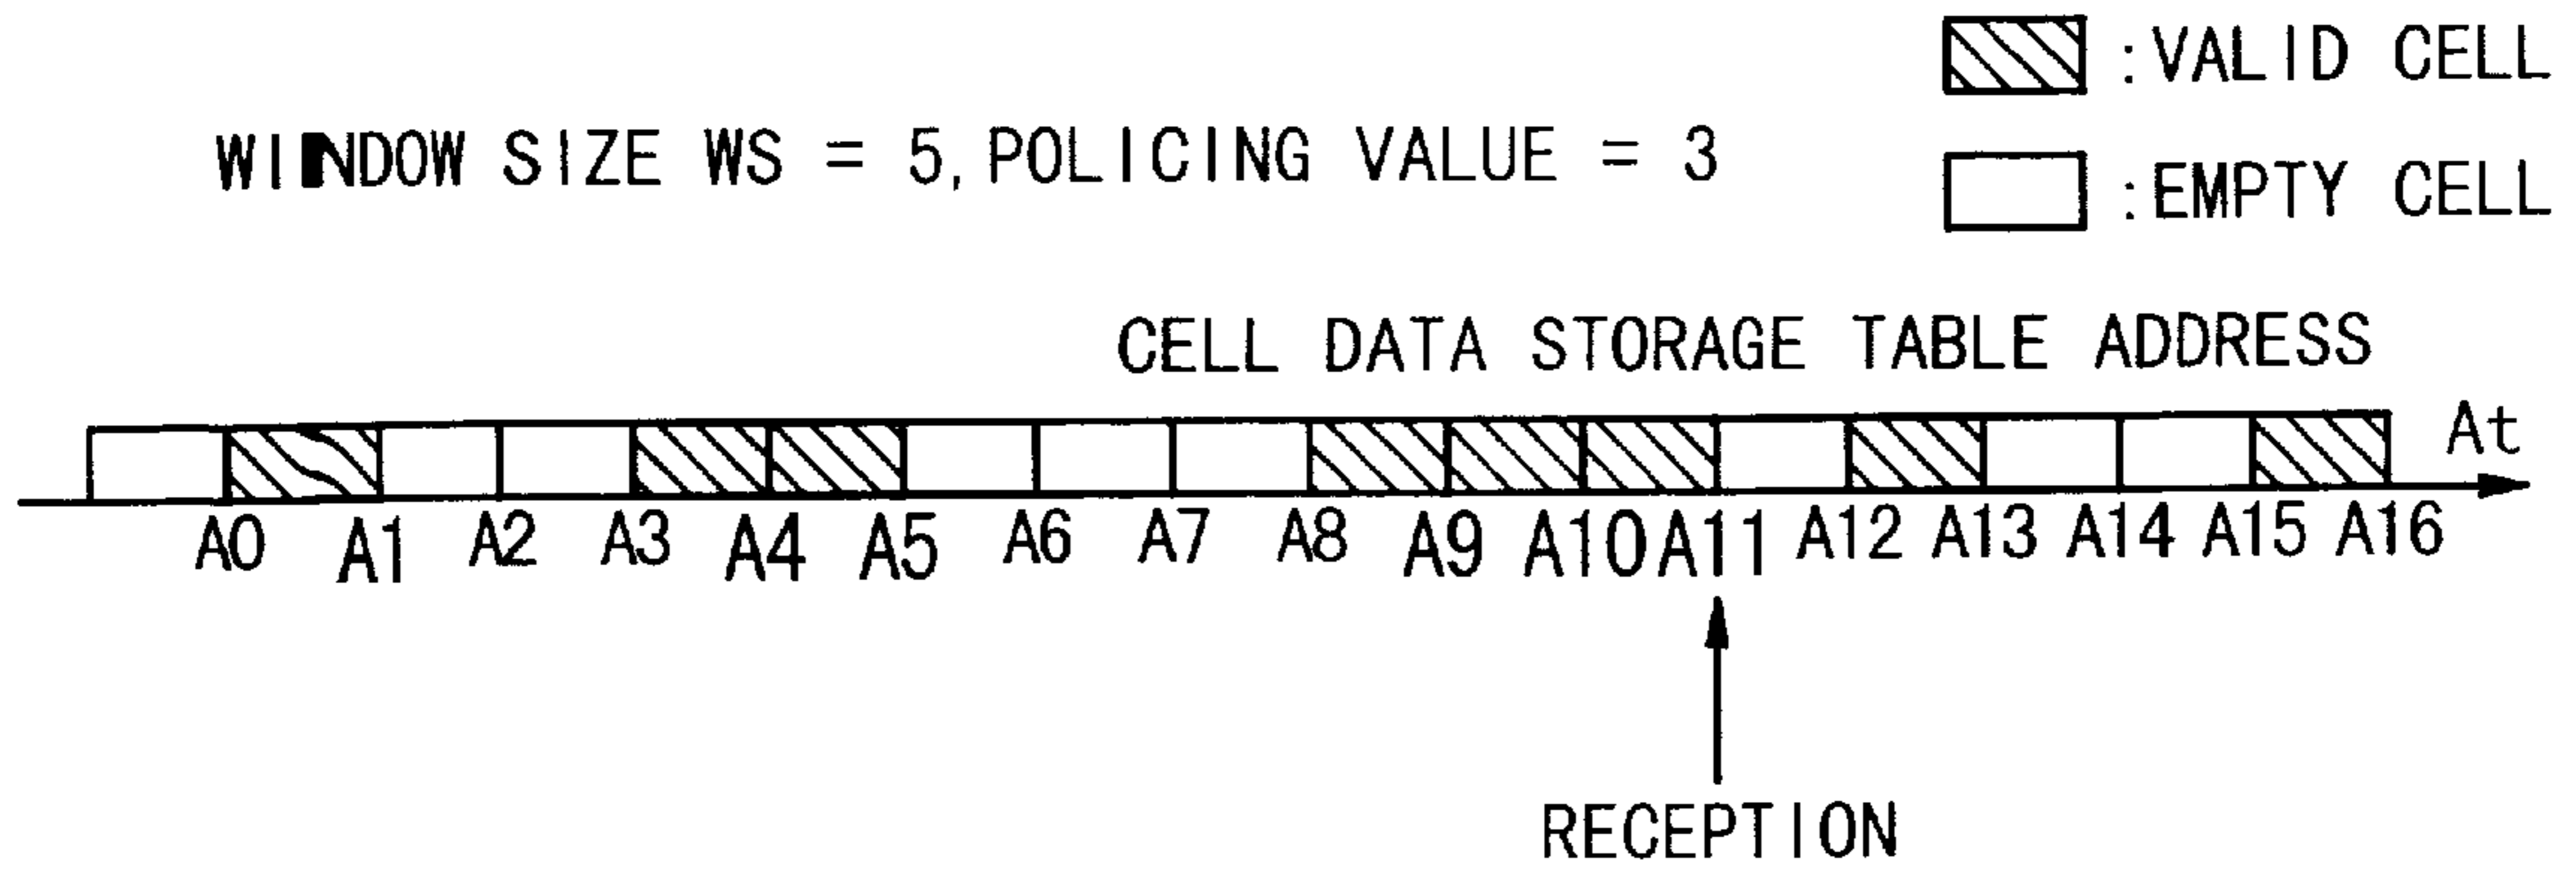 :VALID CELL
WINDOW SIZE WS = 5, POLICING VALUE = 3
:EMPTY CELL
CELL DATA STORAGE TABLE ADDRESS
At
A0 A1 A2 A3 A4 A5 A6 A7 A8 A9 A10 A11 A12 A13 A14 A15 A16
RECEPTION